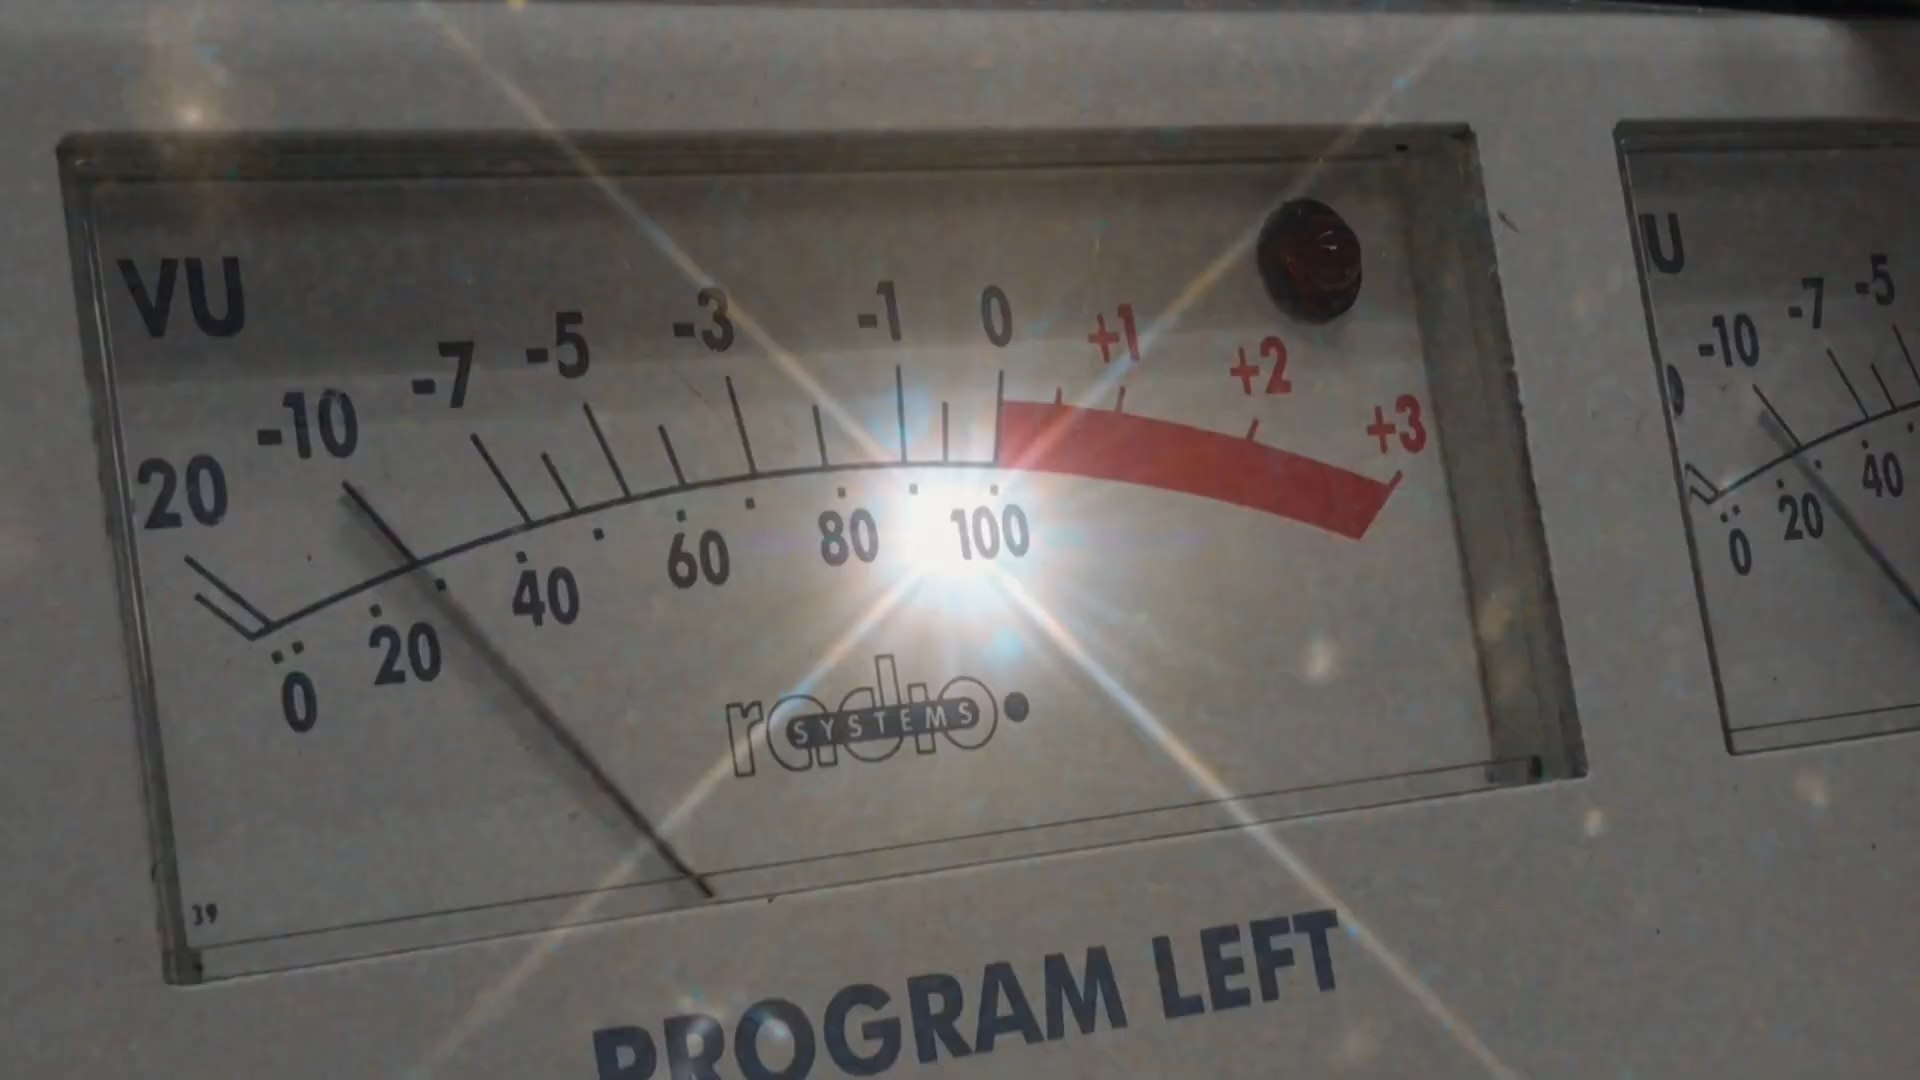 VU
20 -10 -7 -5 -3 -1 0 +1 +2 +3
0 20 40 60 80 100
radio
SYSTEMS
39
PROGRAM LEFT
U
-10 -7 -5
0 20 40